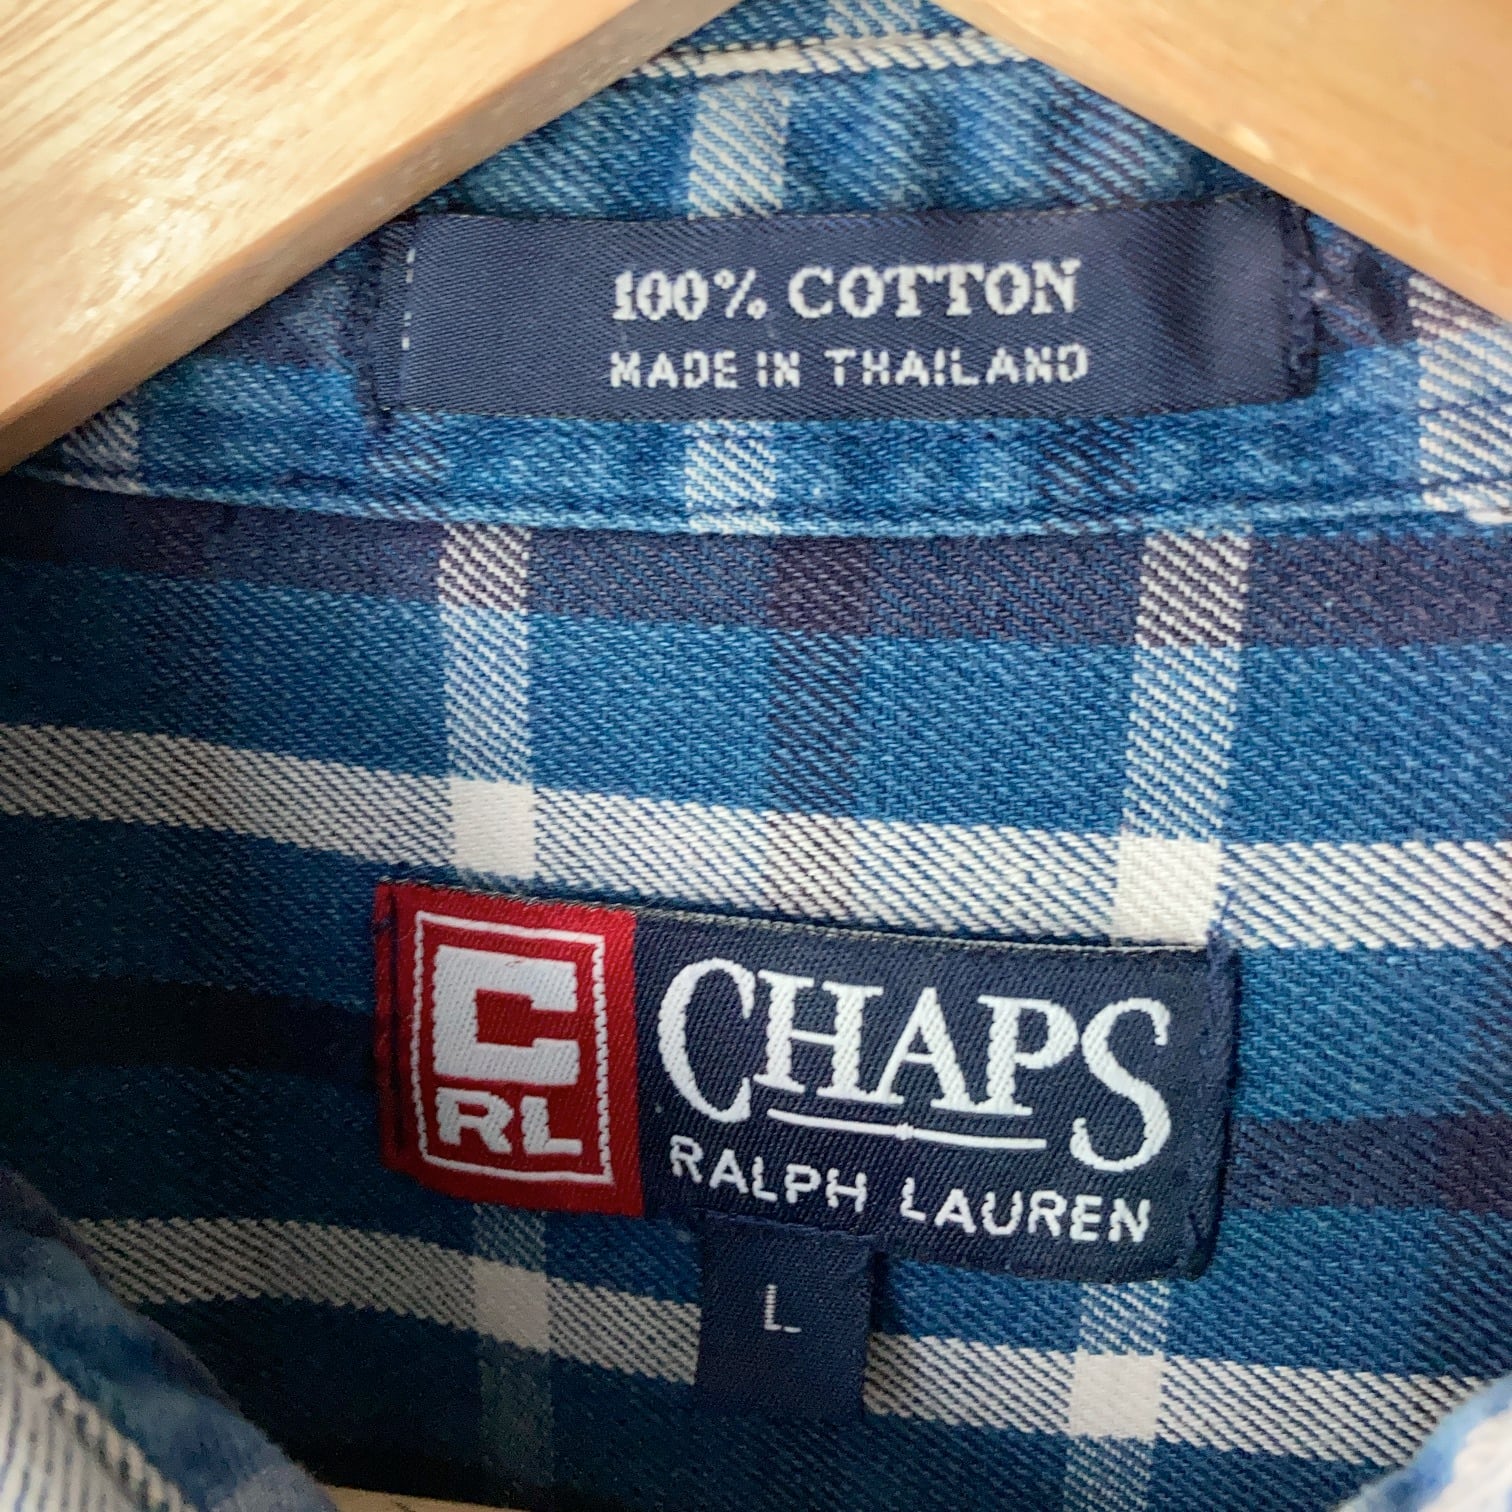 100% COTTON
MADE IN THAILAND
C
RL
CHAPS
RALPH LAUREN
L